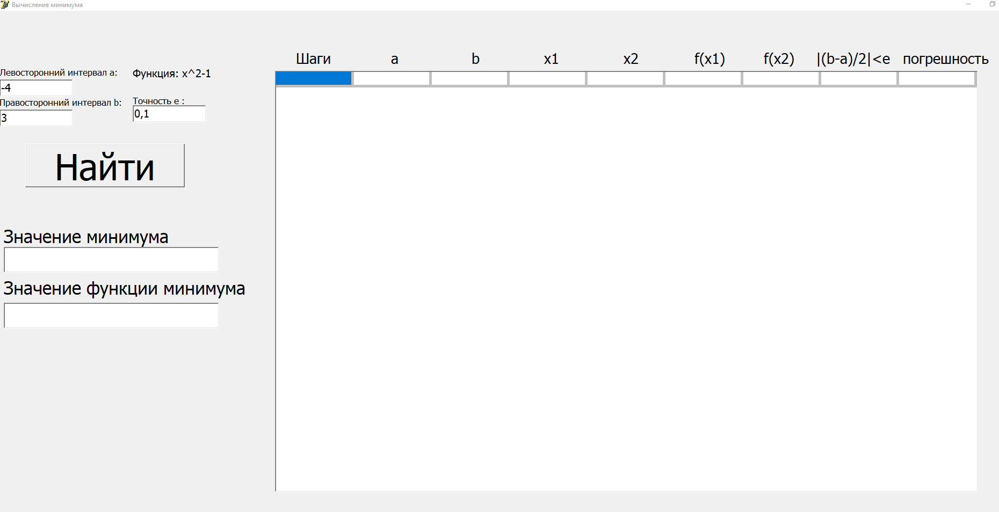 Вычисление минимума
Левосторонний интервал a:
-4
Правосторонний интервал b:
3
Функция: x^2-1
Точность e :
0,1
Найти
Значение минимума
Значение функции минимума
Шаги a b x1 x2 f(x1) f(x2) |(b-a)/2|<e погрешность